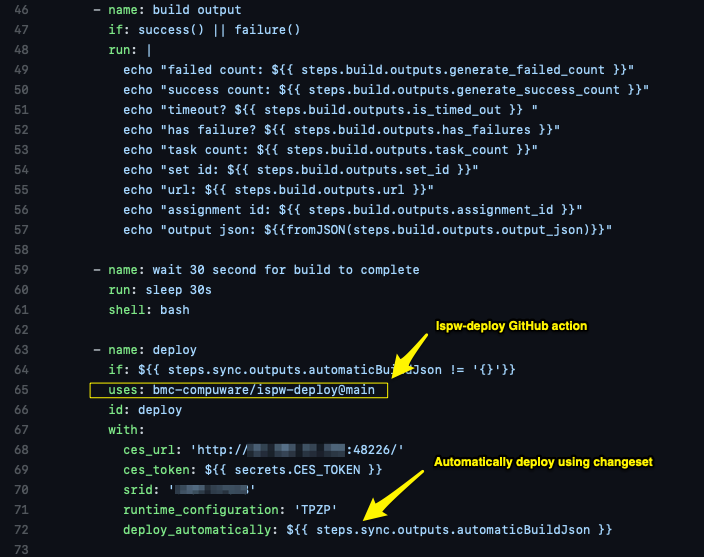 46 - name: build output
47 if: success() || failure()
48 run: |
49 echo "failed count: ${{ steps.build.outputs.generate_failed_count }}"
50 echo "success count: ${{ steps.build.outputs.generate_success_count }}"
51 echo "timeout? ${{ steps.build.outputs.is_timed_out }} "
52 echo "has failure? ${{ steps.build.outputs.has_failures }}"
53 echo "task count: ${{ steps.build.outputs.task_count }}"
54 echo "set id: ${{ steps.build.outputs.set_id }}"
55 echo "url: ${{ steps.build.outputs.url }}"
56 echo "assignment id: ${{ steps.build.outputs.assignment_id }}"
57 echo "output json: ${{fromJSON(steps.build.outputs.output_json)}}"
58
59 - name: wait 30 second for build to complete
60 run: sleep 30s
61 shell: bash
62
Ispw-deploy GitHub action
63 - name: deploy
64 if: ${{ steps.sync.outputs.automaticBuildJson != '{}'}}
65 uses: bmc-compuware/ispw-deploy@main
66 id: deploy
67 with:
68 ces_url: 'http:// :48226/'
Automatically deploy using changeset
69 ces_token: ${{ secrets.CES_TOKEN }}
70 srid: ' '
71 runtime_configuration: 'TPZP'
72 deploy_automatically: ${{ steps.sync.outputs.automaticBuildJson }}
73